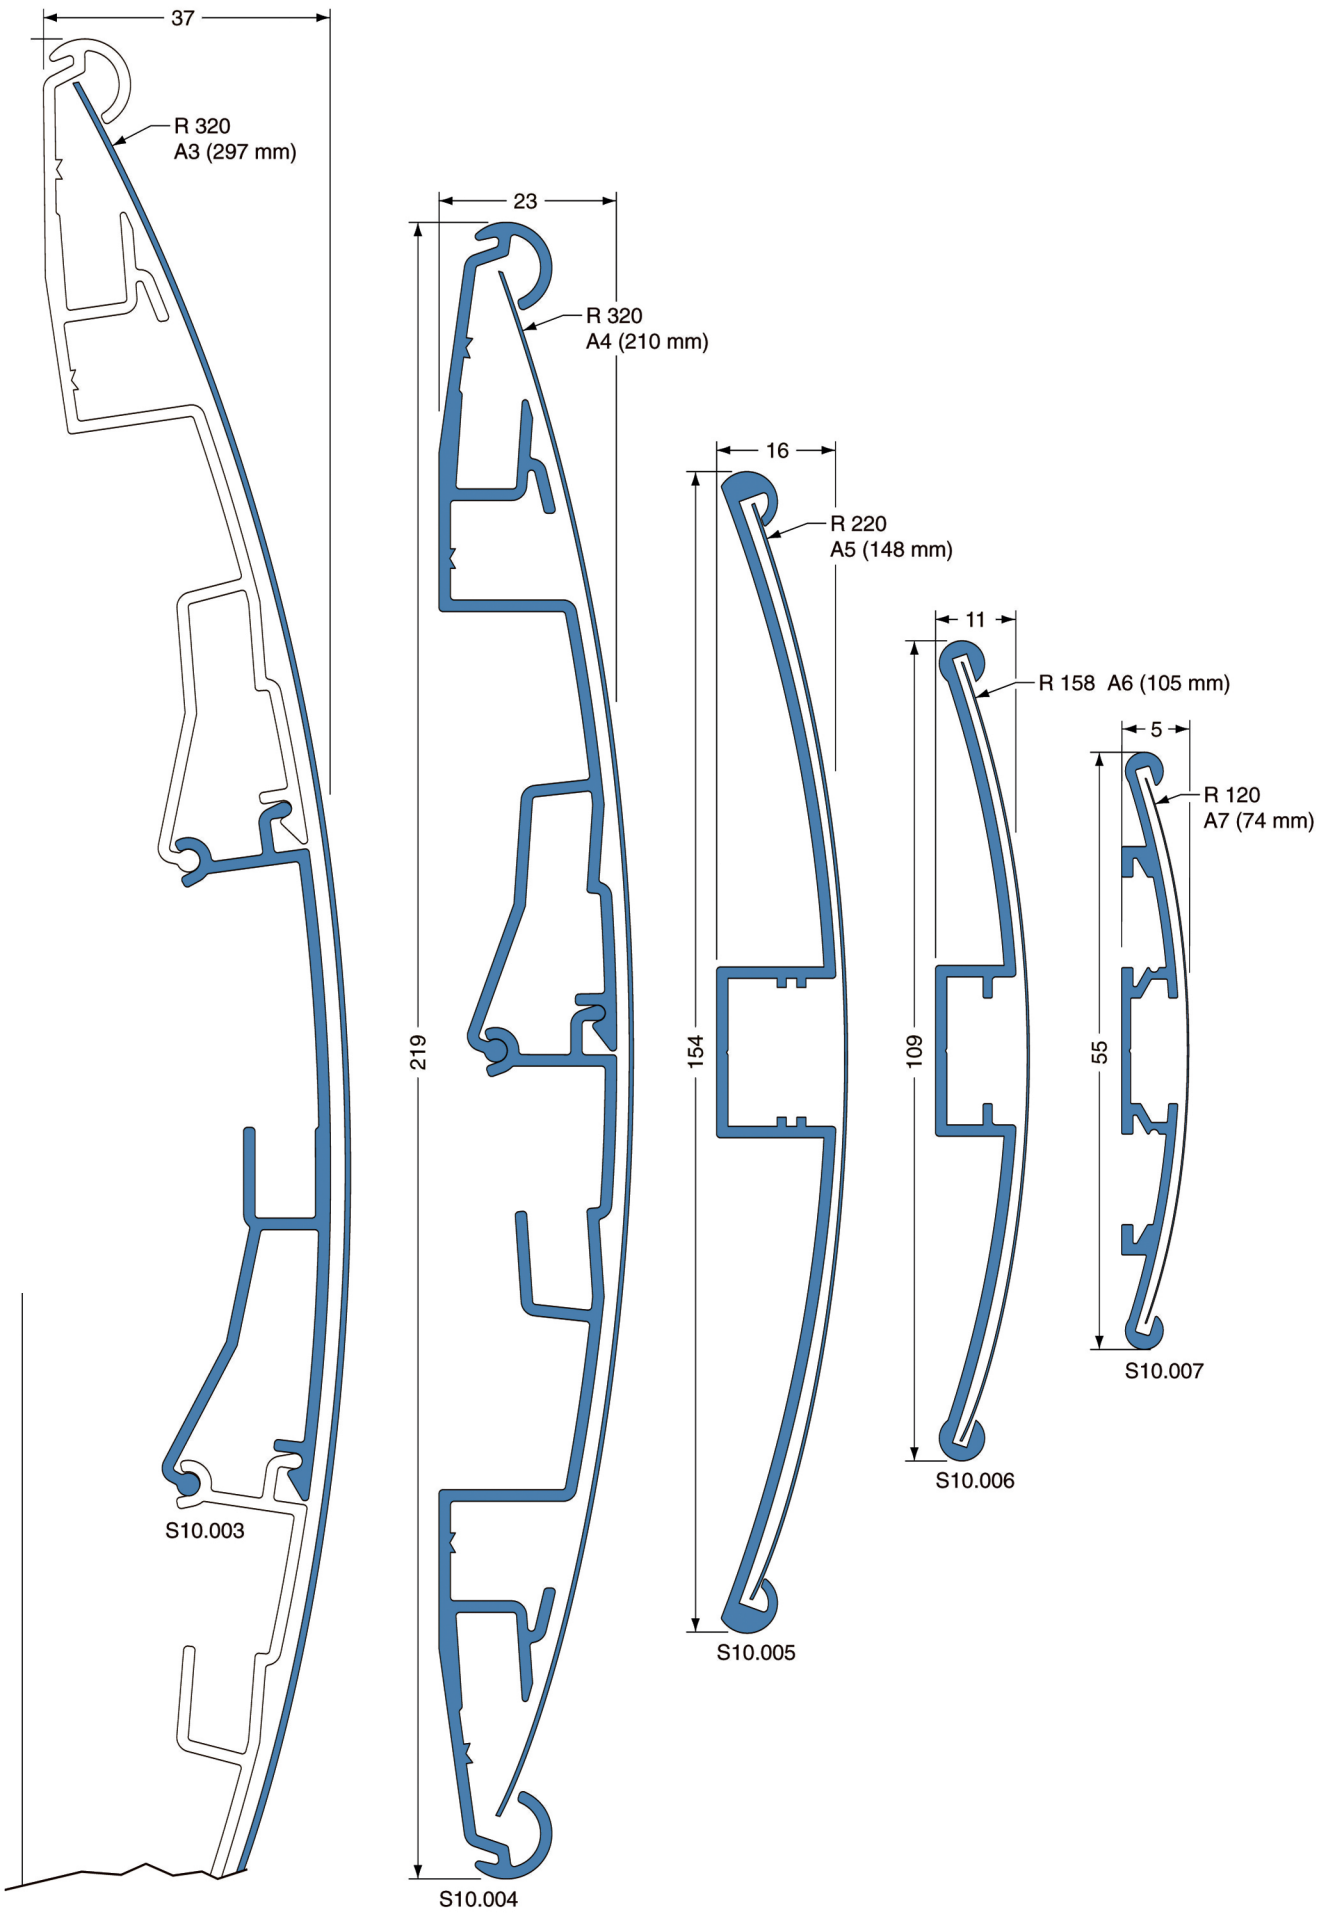 37
R 320
A3 (297 mm)
S10.003
23
R 320
A4 (210 mm)
219
S10.004
16
R 220
A5 (148 mm)
154
S10.005
11
R 158 A6 (105 mm)
109
S10.006
5
R 120
A7 (74 mm)
55
S10.007